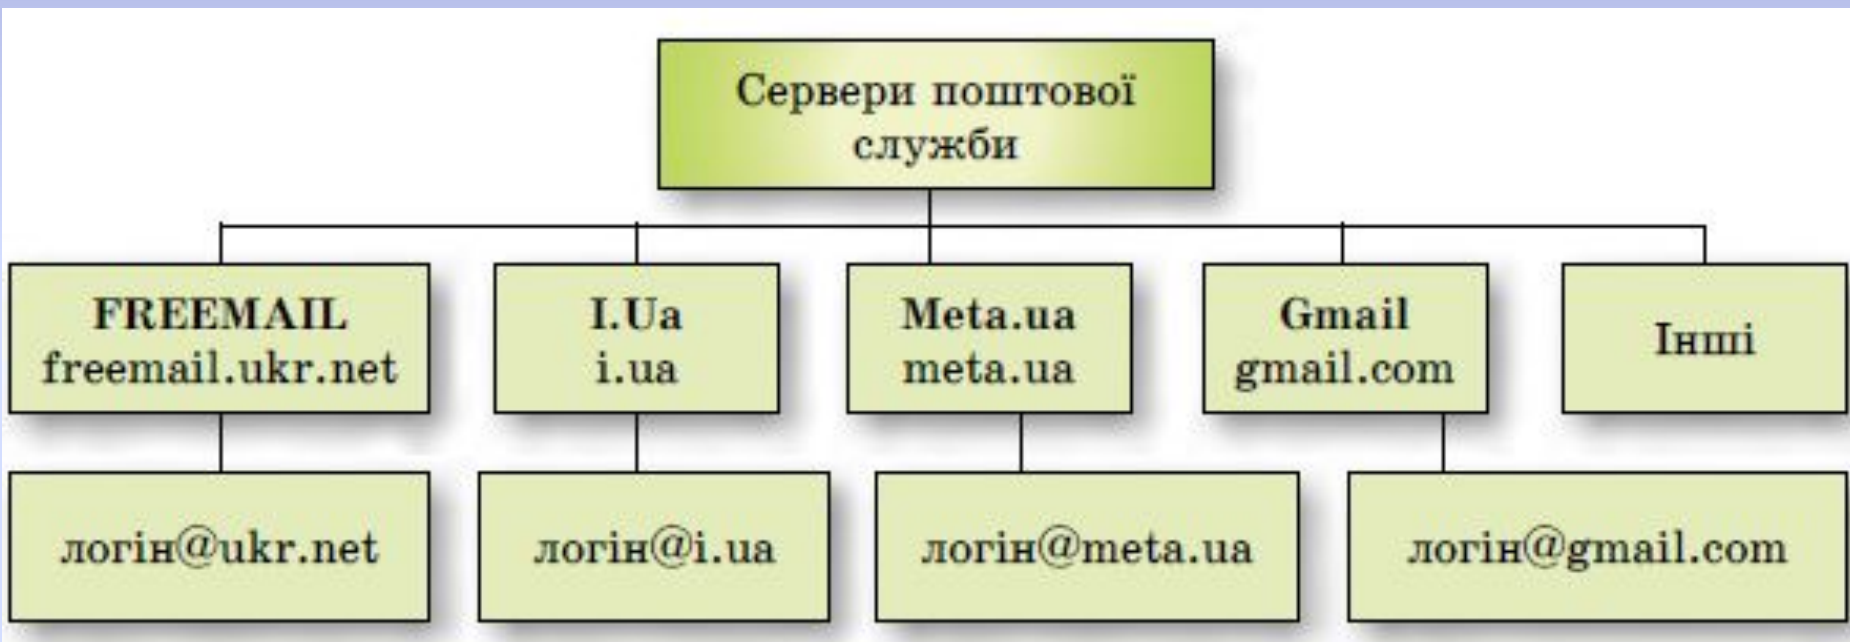 Сервери поштової
служби
FREEMAIL
freemail.ukr.net
I.Ua
i.ua
Meta.ua
meta.ua
Gmail
gmail.com
Інші
логін@ukr.net
логін@i.ua
логін@meta.ua
логін@gmail.com